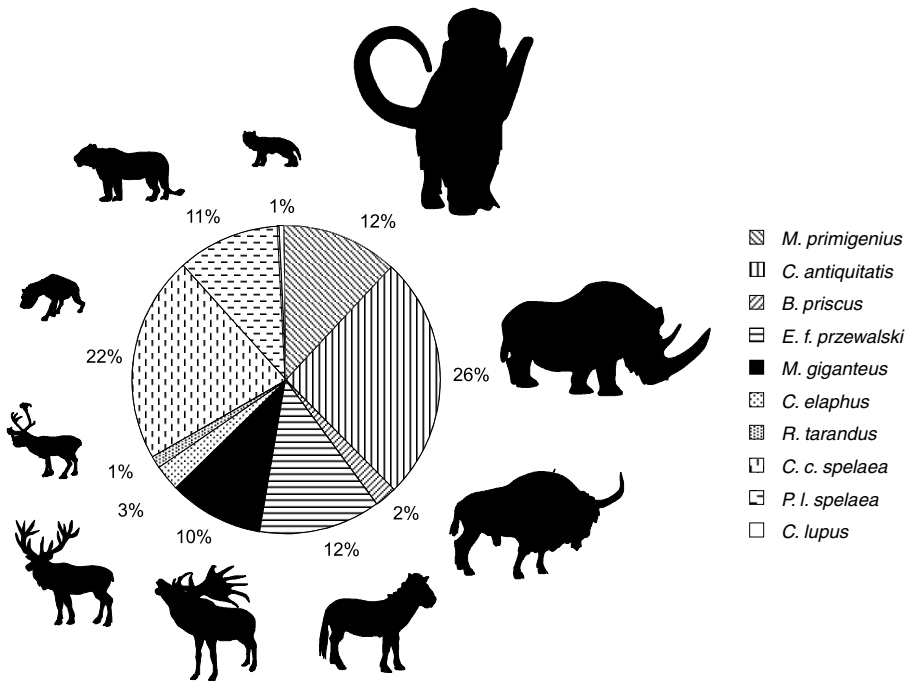 11%
1%
12%
22%
26%
1%
3%
2%
10%
12%
M. primigenius
C. antiquitatis
B. priscus
E. f. przewalski
M. giganteus
C. elaphus
R. tarandus
C. c. spelaea
P. l. spelaea
C. lupus